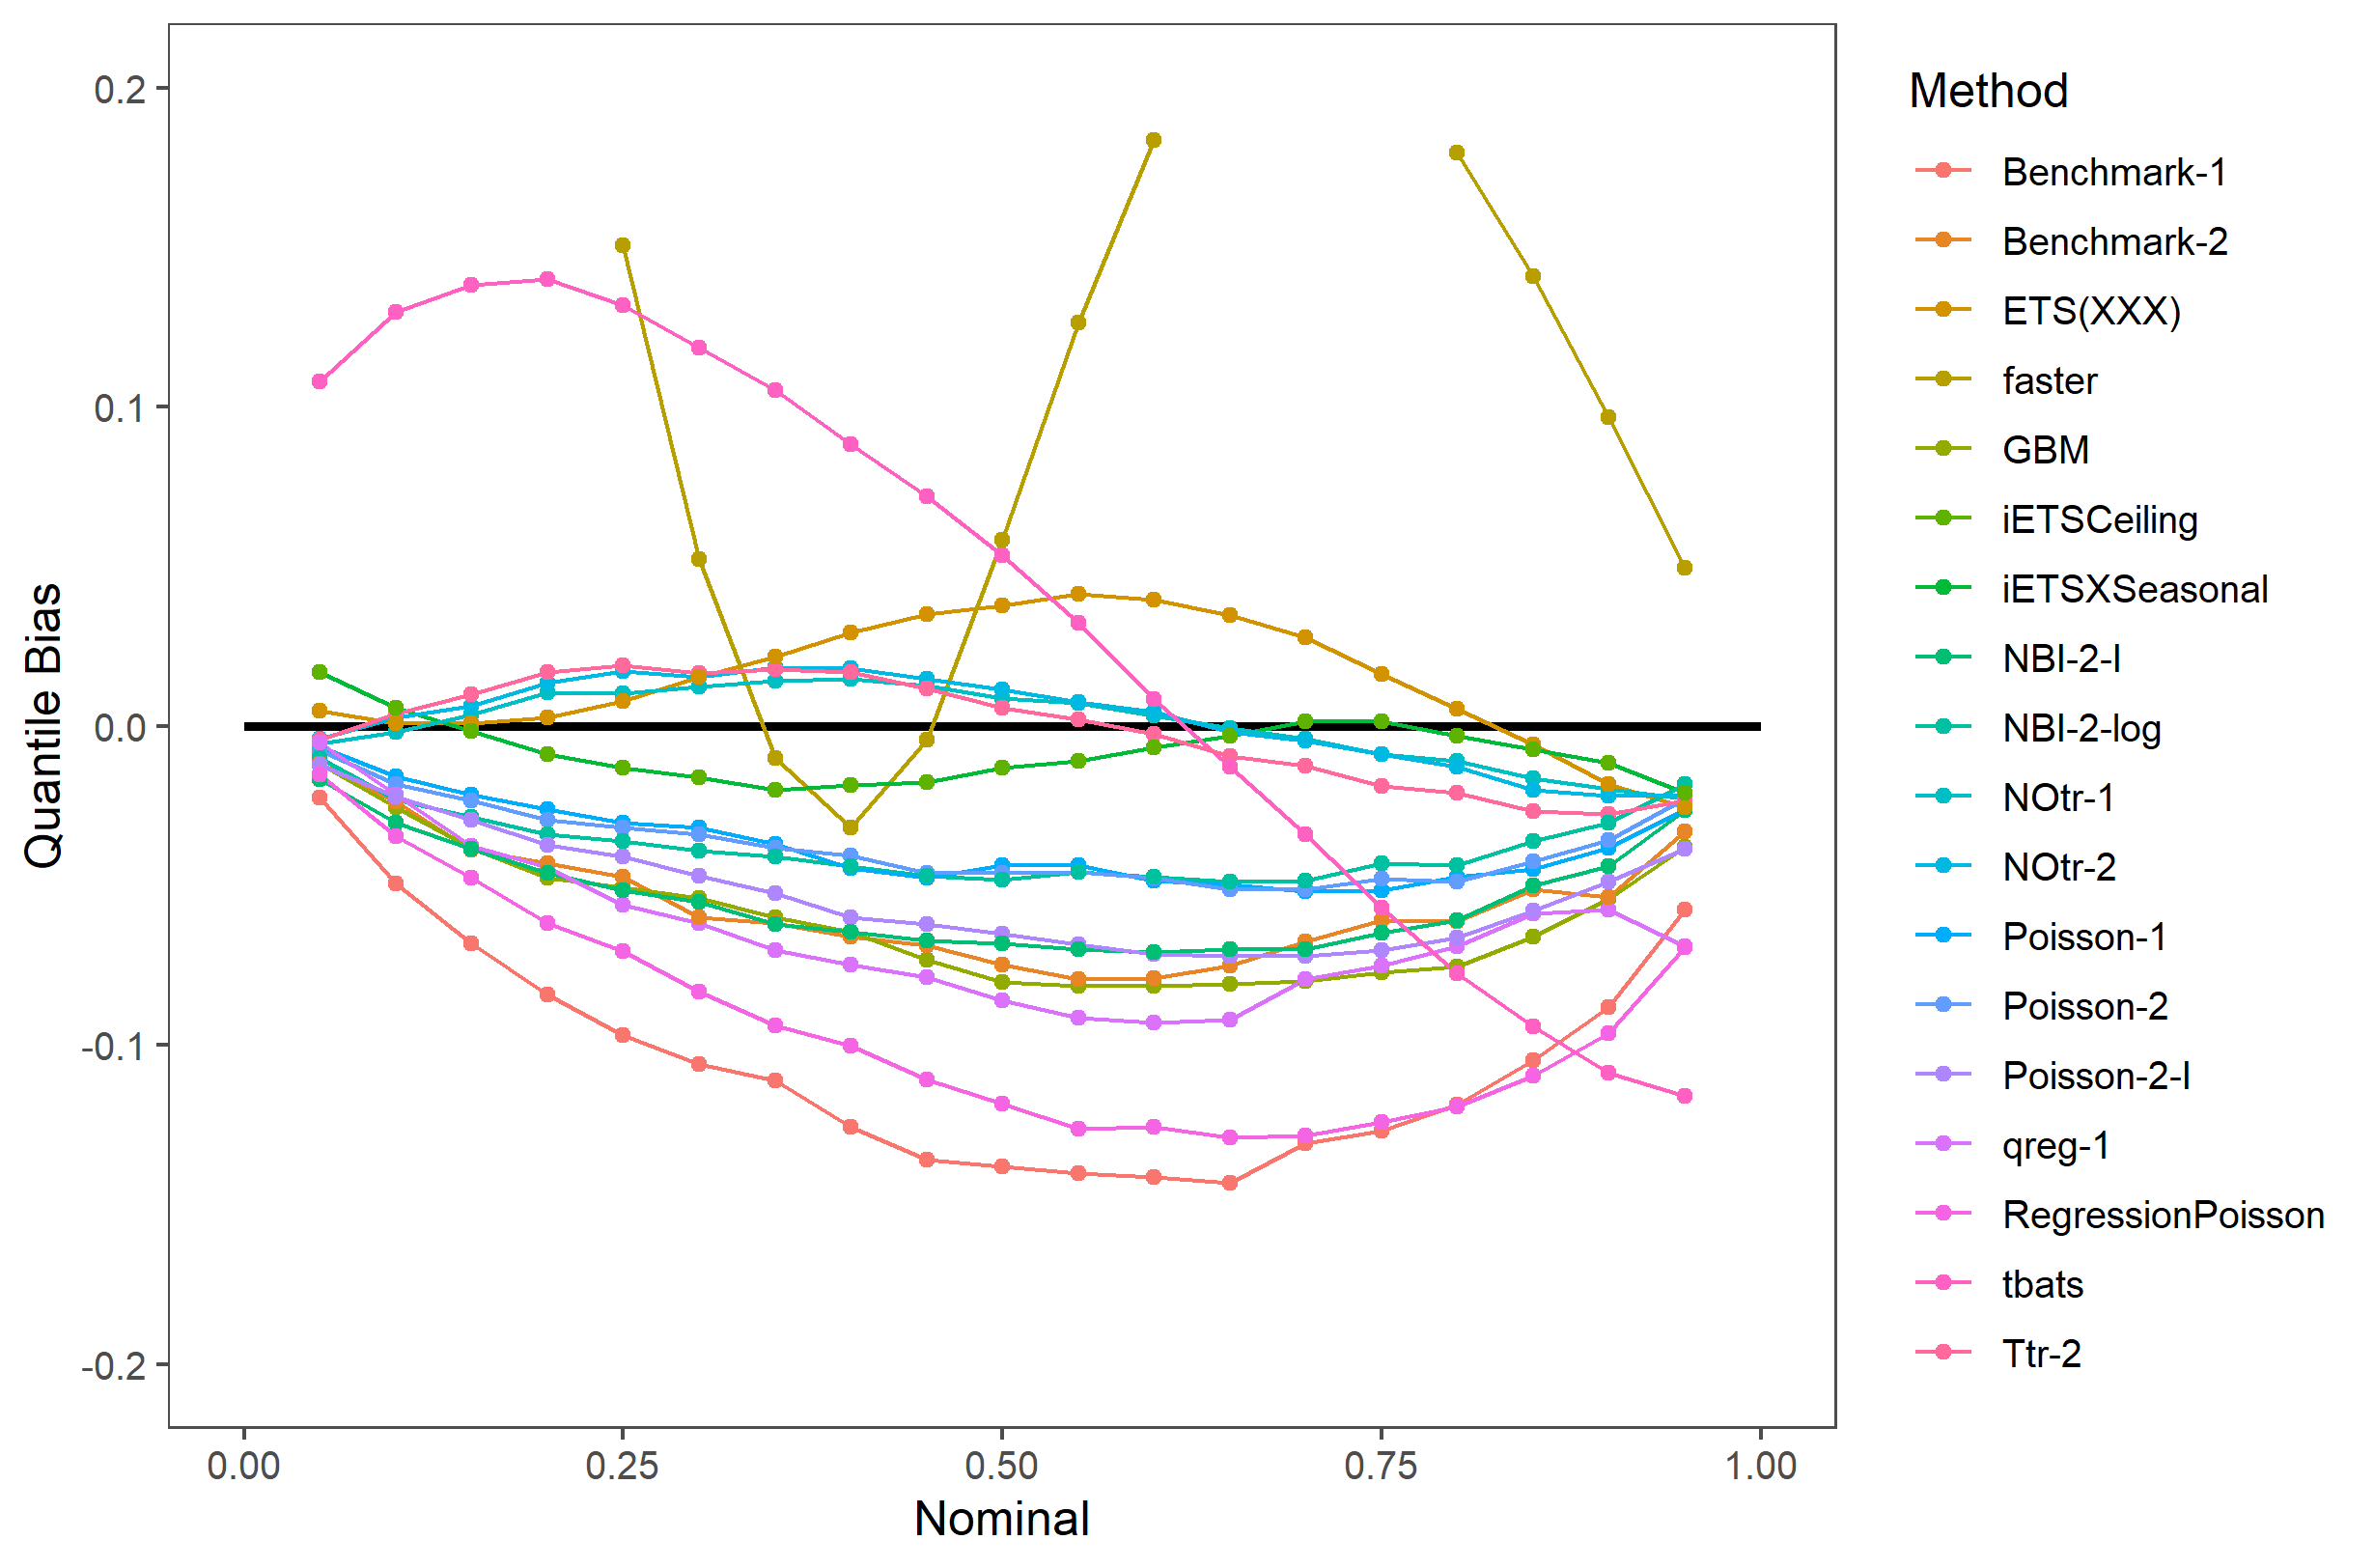 0.2
0.1
0.0
-0.1
-0.2
Quantile Bias
0.00
0.25
0.50
0.75
1.00
Nominal
Method
Benchmark-1
Benchmark-2
ETS(XXX)
faster
GBM
iETSCeiling
iETSXSeasonal
NBI-2-I
NBI-2-log
NOtr-1
NOtr-2
Poisson-1
Poisson-2
Poisson-2-I
qreg-1
RegressionPoisson
tbats
Ttr-2